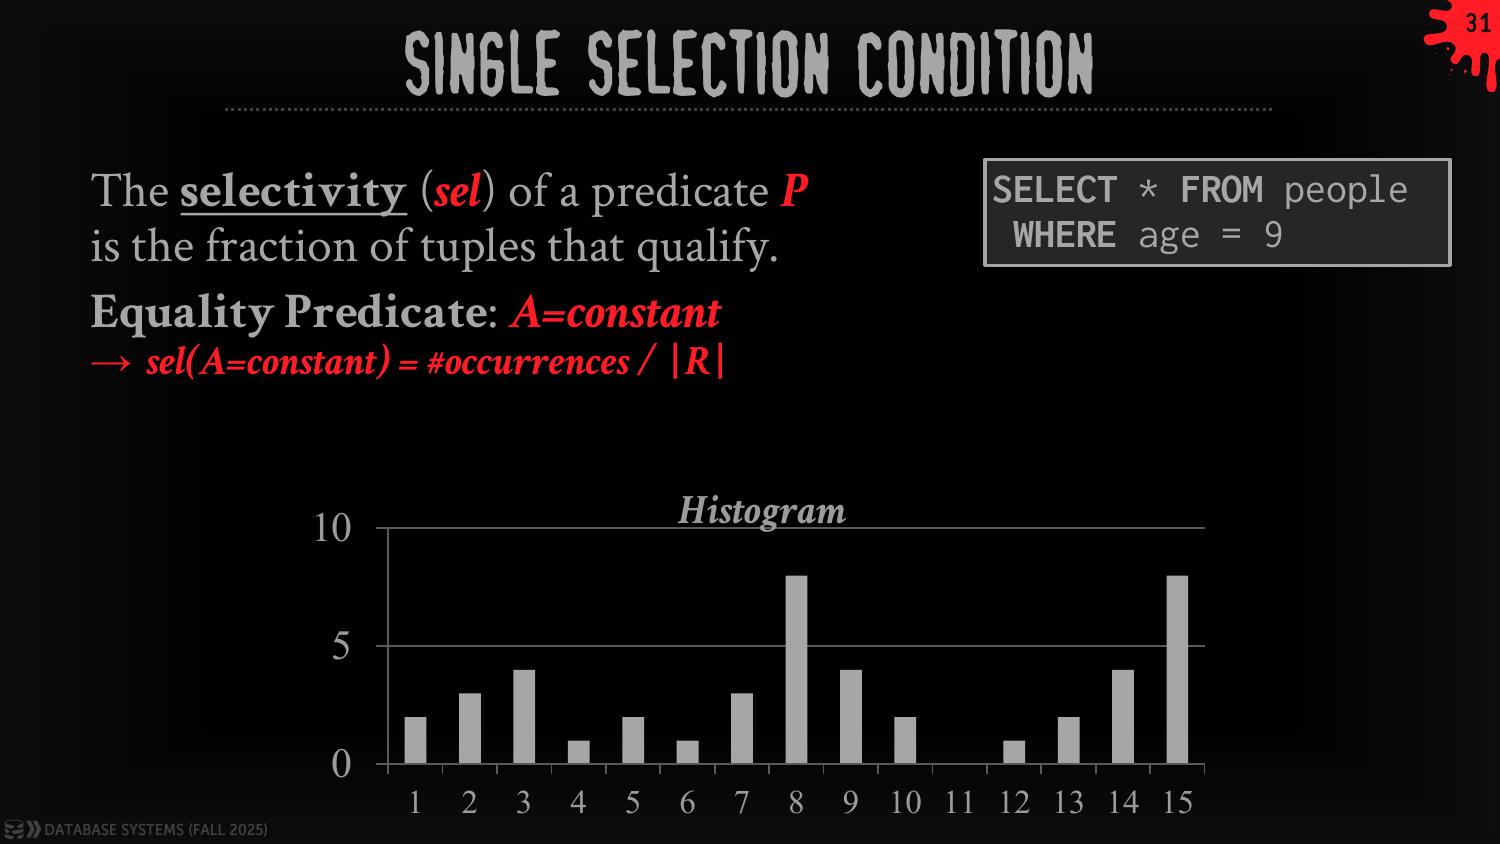 31
SINGLE SELECTION CONDITION
The selectivity (sel) of a predicate P
is the fraction of tuples that qualify.
Equality Predicate: A=constant
→ sel(A=constant) = #occurrences / |R|
SELECT * FROM people
WHERE age = 9
Histogram
10
5
0
1 2 3 4 5 6 7 8 9 10 11 12 13 14 15
DATABASE SYSTEMS (FALL 2025)